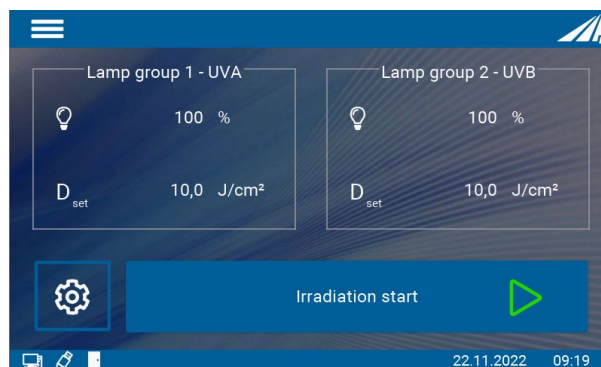 Lamp group 1 - UVA
100 %
D set 10,0 J/cm²
Lamp group 2 - UVB
100 %
D set 10,0 J/cm²
Irradiation start
22.11.2022 09:19